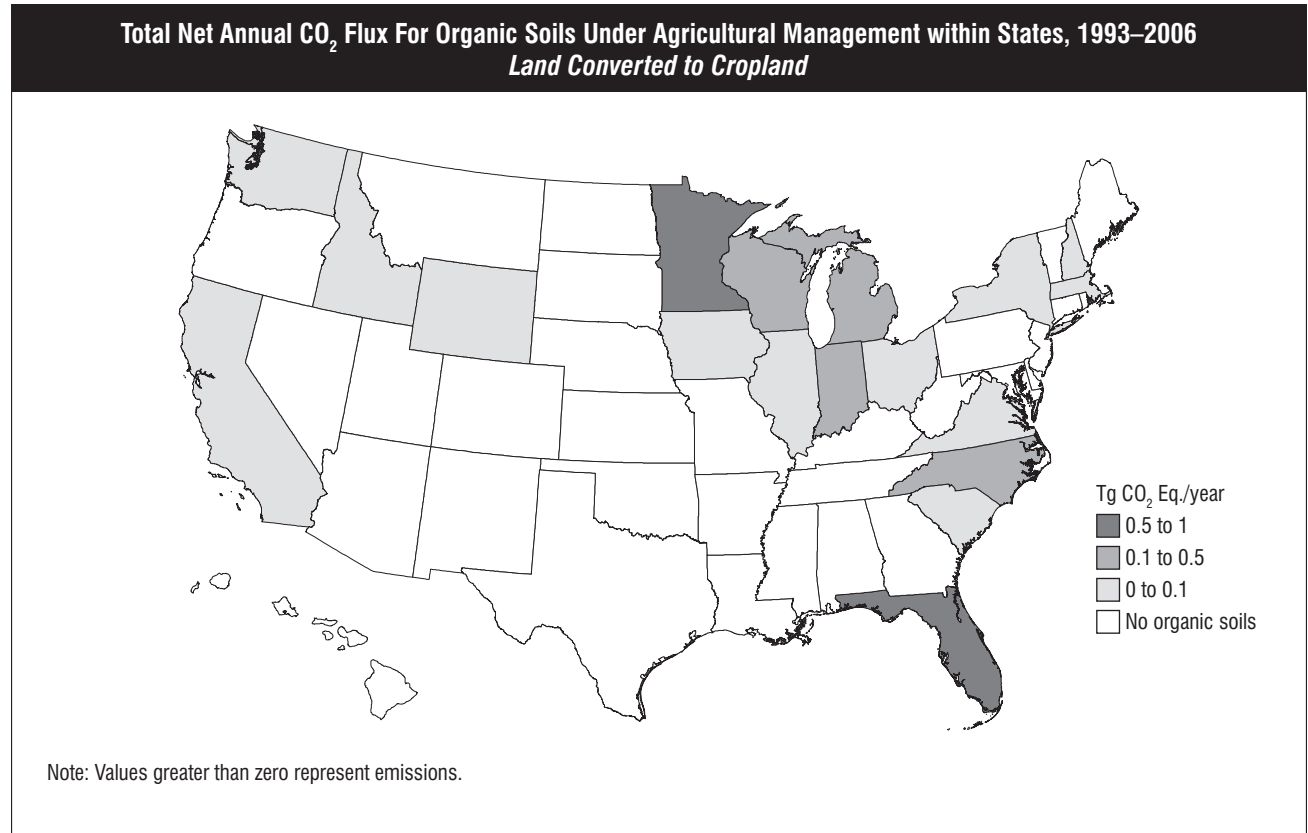 Total Net Annual CO₂ Flux For Organic Soils Under Agricultural Management within States, 1993–2006
Land Converted to Cropland
Tg CO₂ Eq./year
0.5 to 1
0.1 to 0.5
0 to 0.1
No organic soils
Note: Values greater than zero represent emissions.